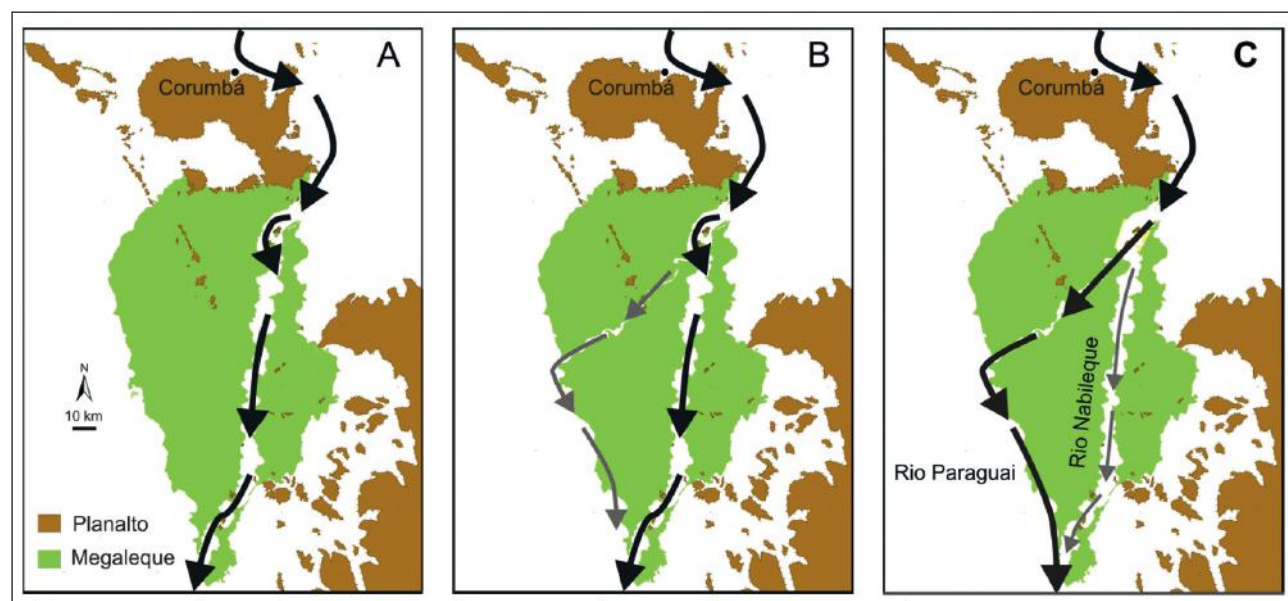 A
Corumbá
N
10 km
Planalto
Megaleque
B
Corumbá
C
Corumbá
Rio Nabileque
Rio Paraguai